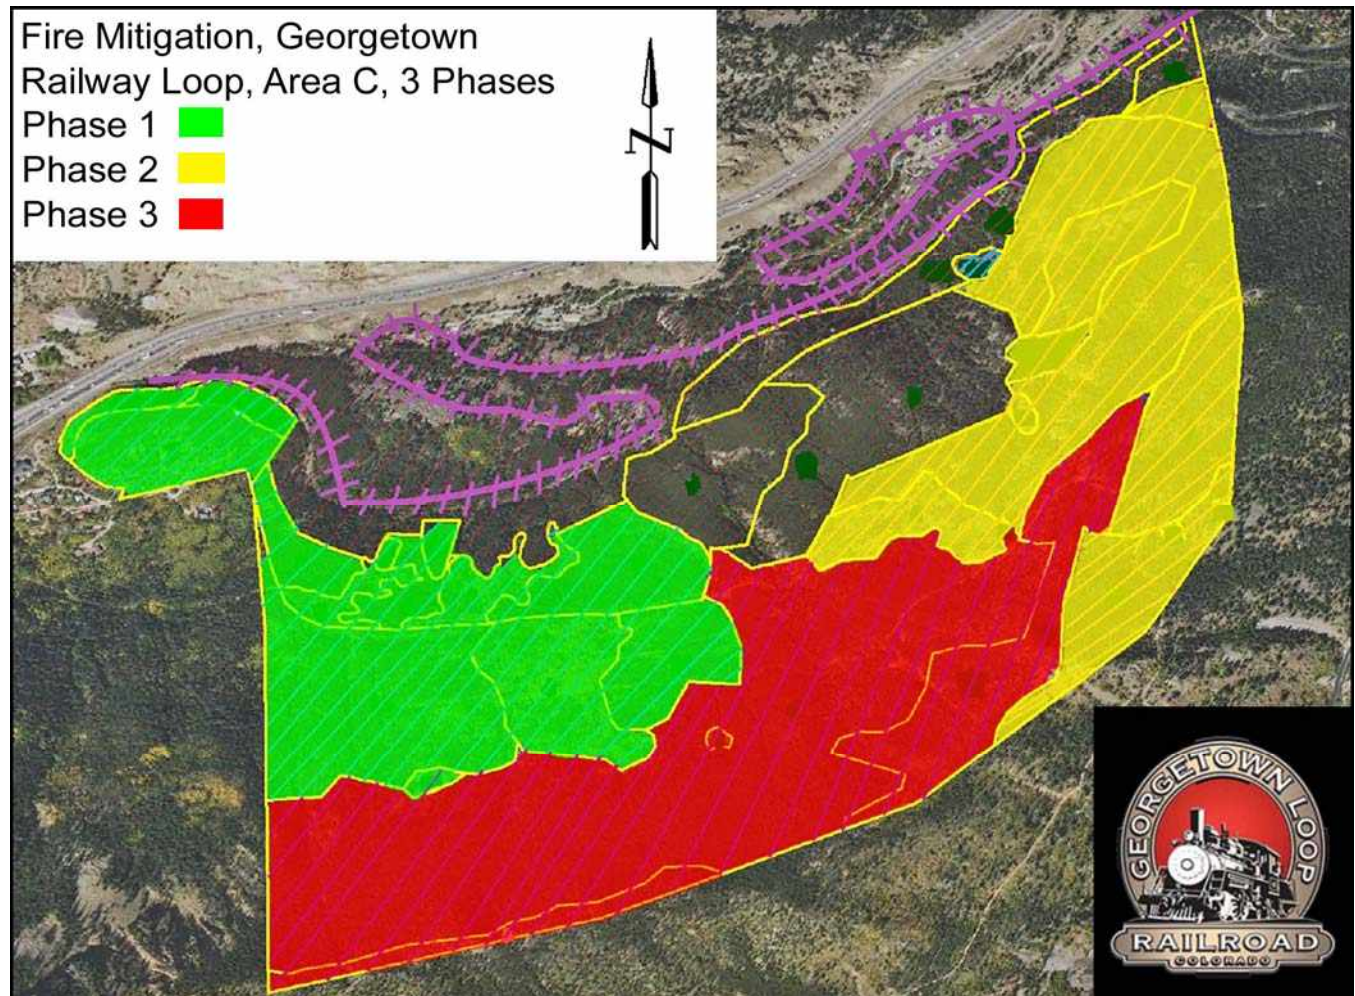 Fire Mitigation, Georgetown
Railway Loop, Area C, 3 Phases
Phase 1
Phase 2
Phase 3
N
GEORGETOWN LOOP
RAILROAD
COLORADO